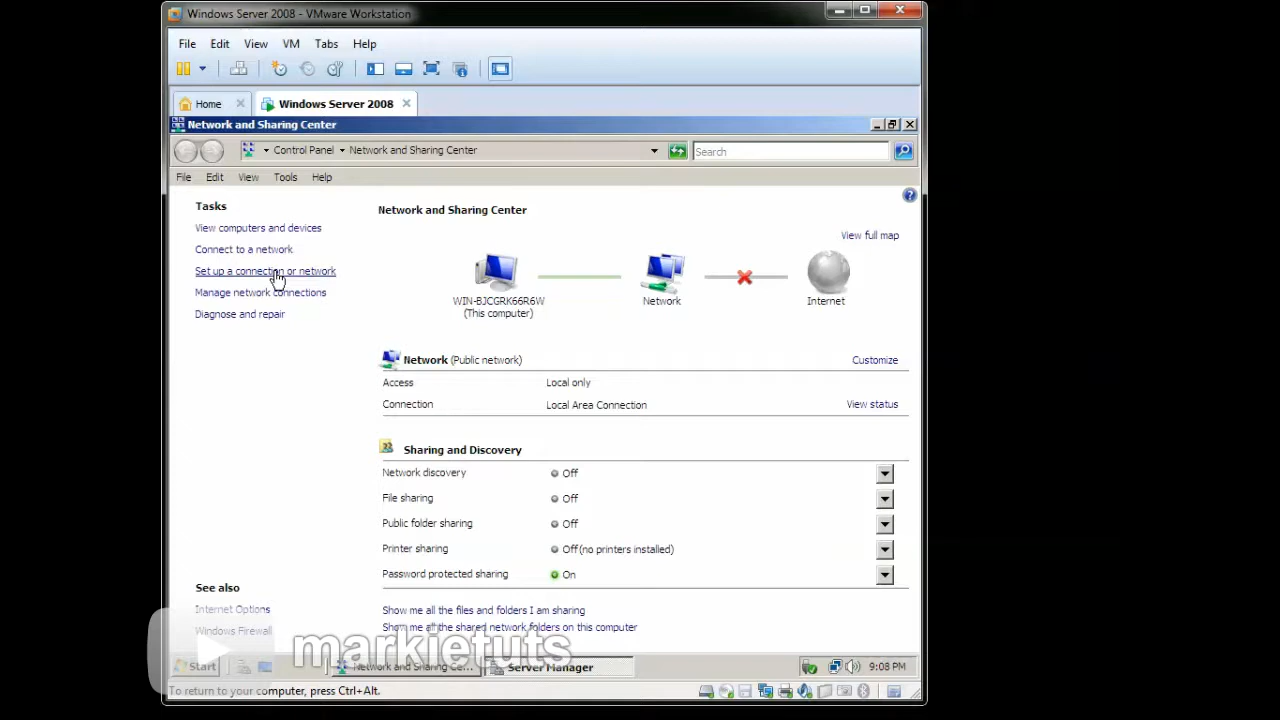 Windows Server 2008 - VMware Workstation
File Edit View VM Tabs Help
Home Windows Server 2008
Network and Sharing Center
Control Panel Network and Sharing Center Search
File Edit View Tools Help
Tasks
View computers and devices
Connect to a network
Set up a connection or network
Manage network connections
Diagnose and repair
See also
Internet Options
Windows Firewall
Network and Sharing Center
View full map
WIN-BJCGRK66R6W
(This computer)
Network
Internet
Network (Public network) Customize
Access Local only
Connection Local Area Connection View status
Sharing and Discovery
Network discovery Off
File sharing Off
Public folder sharing Off
Printer sharing Off (no printers installed)
Password protected sharing On
Show me all the files and folders I am sharing
Show me all the shared network folders on this computer
markietuts
Start Network and Sharing Ce... Server Manager 9:08 PM
To return to your computer, press Ctrl+Alt.